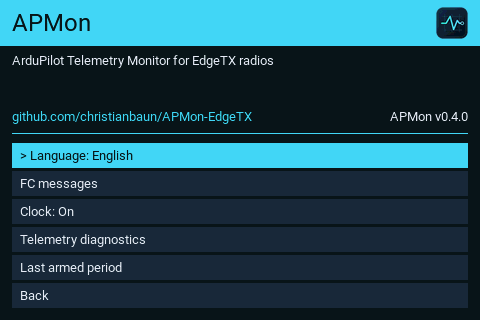 APMon
ArduPilot Telemetry Monitor for EdgeTX radios
github.com/christianbaun/APMon-EdgeTX
APMon v0.4.0
> Language: English
FC messages
Clock: On
Telemetry diagnostics
Last armed period
Back